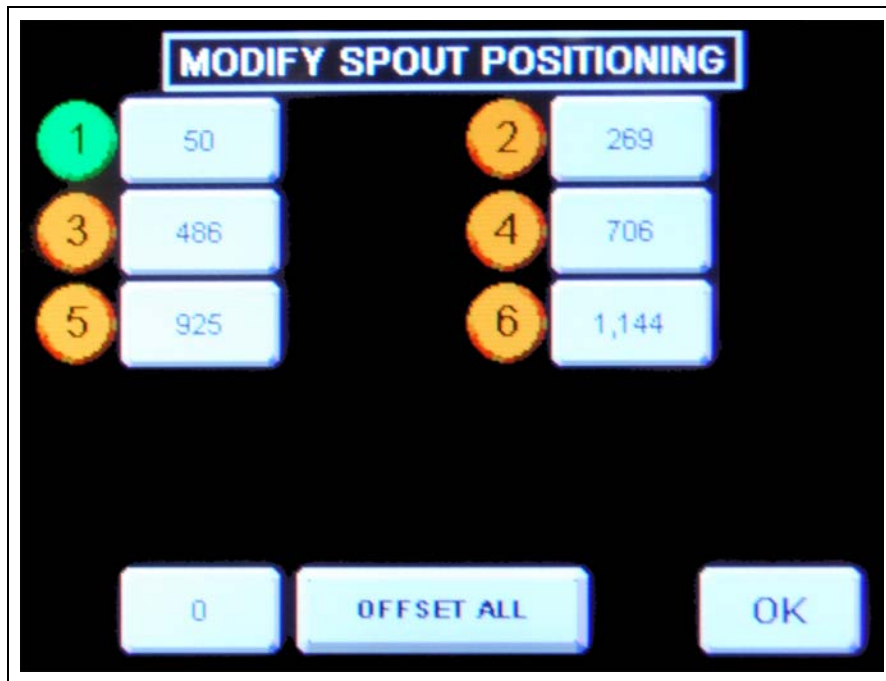 MODIFY SPOUT POSITIONING
1 50 2 269
3 486 4 706
5 925 6 1,144
0 OFFSET ALL OK